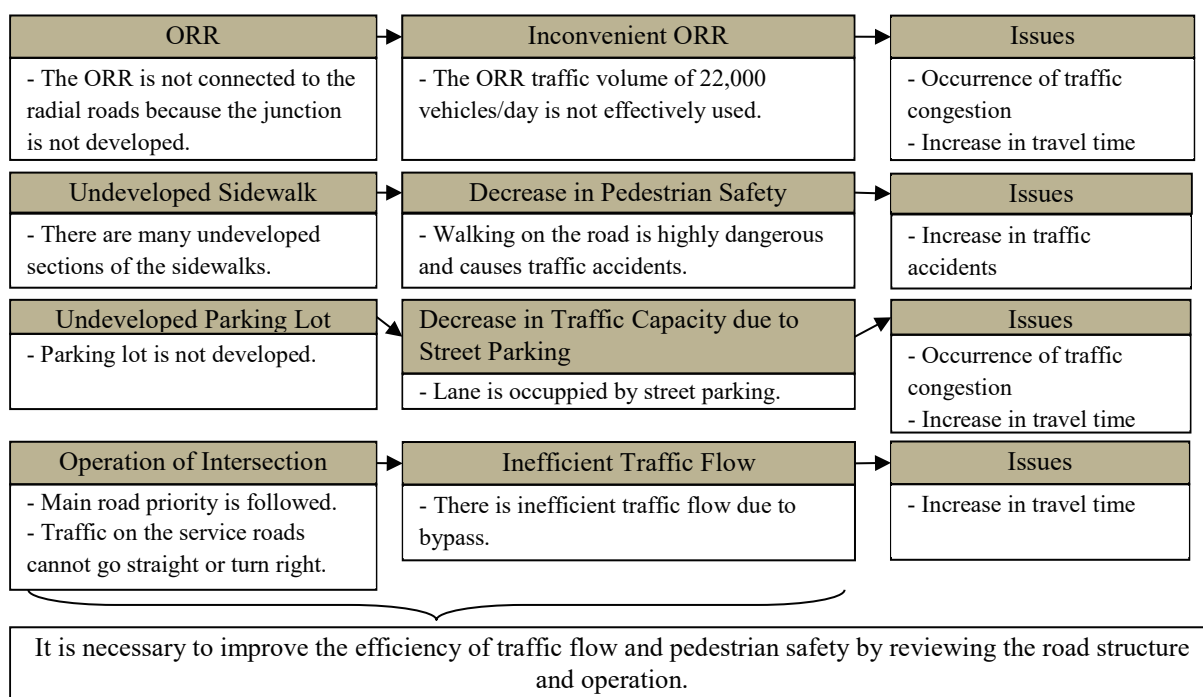 ORR
- The ORR is not connected to the
radial roads because the junction
is not developed.
Inconvenient ORR
- The ORR traffic volume of 22,000
vehicles/day is not effectively used.
Issues
- Occurrence of traffic
congestion
- Increase in travel time
Undeveloped Sidewalk
- There are many undeveloped
sections of the sidewalks.
Decrease in Pedestrian Safety
- Walking on the road is highly dangerous
and causes traffic accidents.
Issues
- Increase in traffic
accidents
Undeveloped Parking Lot
- Parking lot is not developed.
Decrease in Traffic Capacity due to
Street Parking
- Lane is occuppied by street parking.
Issues
- Occurrence of traffic
congestion
- Increase in travel time
Operation of Intersection
- Main road priority is followed.
- Traffic on the service roads
cannot go straight or turn right.
Inefficient Traffic Flow
- There is inefficient traffic flow due to
bypass.
Issues
- Increase in travel time
It is necessary to improve the efficiency of traffic flow and pedestrian safety by reviewing the road structure
and operation.